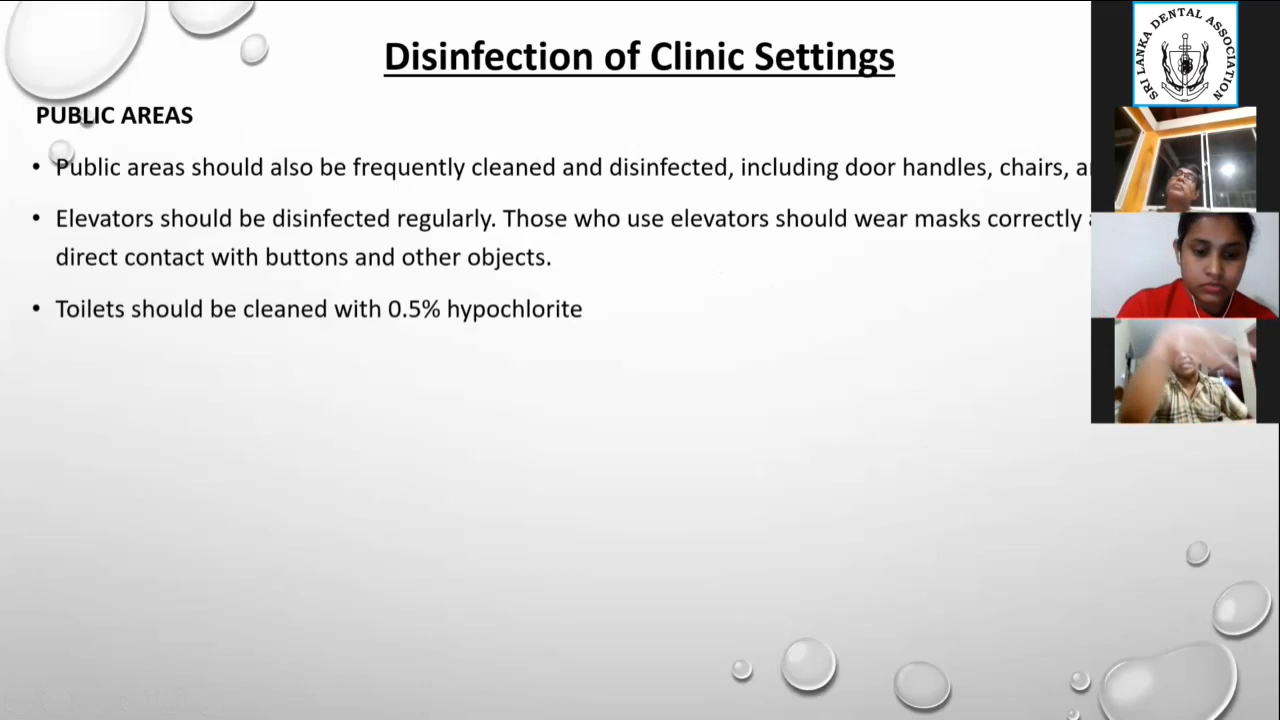 Disinfection of Clinic Settings
PUBLIC AREAS
• Public areas should also be frequently cleaned and disinfected, including door handles, chairs,
• Elevators should be disinfected regularly. Those who use elevators should wear masks correctly
direct contact with buttons and other objects.
• Toilets should be cleaned with 0.5% hypochlorite
SRI LANKA DENTAL ASSOCIATION